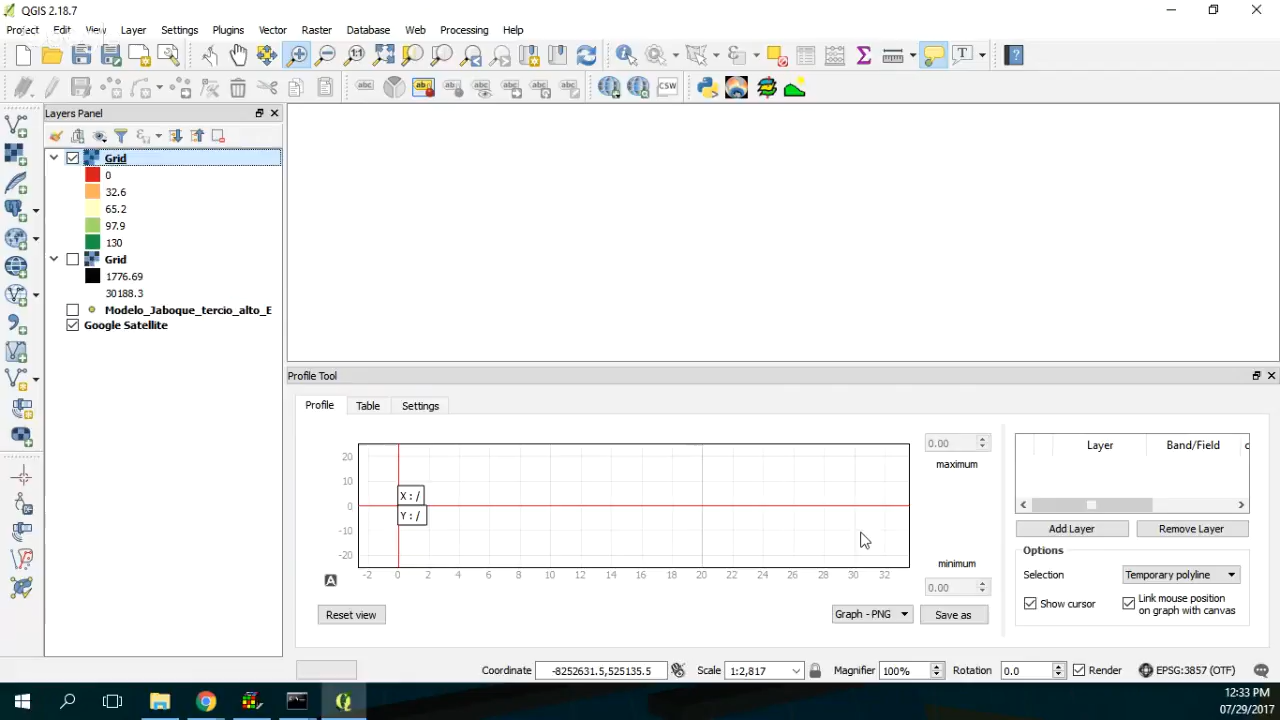 QGIS 2.18.7
Project Edit View Layer Settings Plugins Vector Raster Database Web Processing Help
Layers Panel
Grid
0
32.6
65.2
97.9
130
Grid
1776.69
30188.3
Modelo_Jaboque_tercio_alto_E
Google Satellite
Profile Tool
Profile Table Settings
20
10
0
-10
-20
X : /
Y : /
-2 0 2 4 6 8 10 12 14 16 18 20 22 24 26 28 30 32
0.00
maximum
minimum
0.00
Reset view
Graph - PNG
Save as
Layer Band/Field
Add Layer Remove Layer
Options
Selection Temporary polyline
Show cursor
Link mouse position
on graph with canvas
Coordinate -8252631.5,525135.5 Scale 1:2,817 Magnifier 100% Rotation 0.0 Render EPSG:3857 (OTF)
12:33 PM
07/29/2017